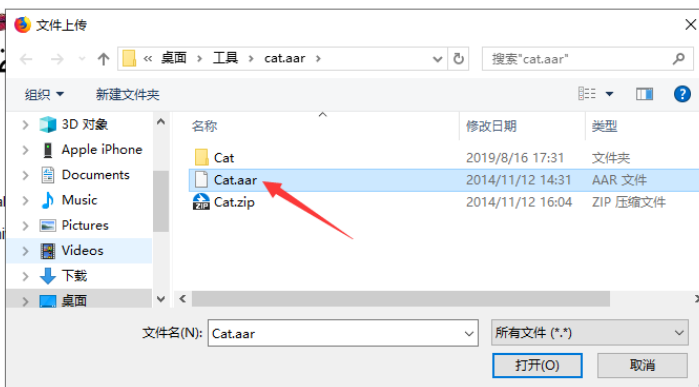 文件上传
« 桌面 › 工具 › cat.aar ›
搜索"cat.aar"
组织
新建文件夹
名称 修改日期 类型
3D 对象
Apple iPhone
Documents
Music
Pictures
Videos
下载
桌面
Cat 2019/8/16 17:31 文件夹
Cat.aar 2014/11/12 14:31 AAR 文件
Cat.zip 2014/11/12 16:04 ZIP 压缩文件
文件名(N): Cat.aar
所有文件 (*.*)
打开(O) 取消